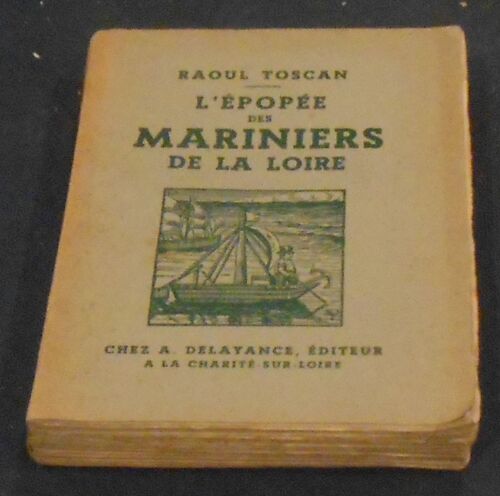 RAOUL TOSCAN
L'ÉPOPÉE
DES
MARINIERS
DE LA LOIRE
CHEZ A. DELAYANCE, ÉDITEUR
A LA CHARITÉ-SUR-LOIRE